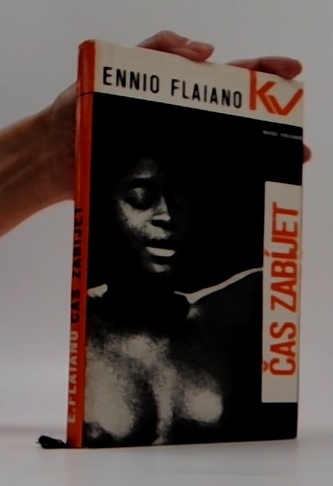 ENNIO FLAIANO
KV
ČAS ZABÍJET
E. FLAIANO ČAS ZABÍJET